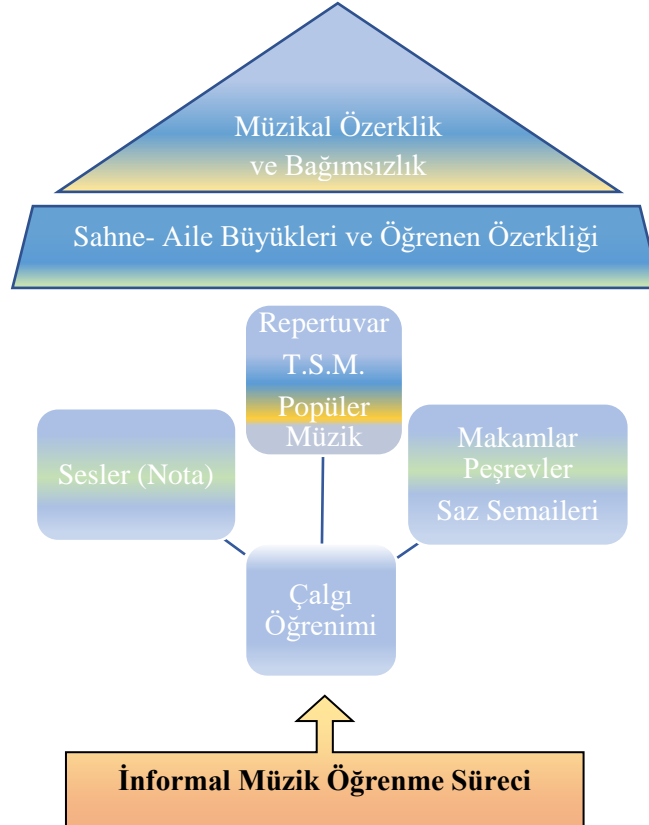 Müzikal Özerklik
ve Bağımsızlık
Sahne- Aile Büyükleri ve Öğrenen Özerkliği
Repertuvar
T.S.M.
Popüler
Müzik
Sesler (Nota)
Makamlar
Peşrevler
Saz Semaileri
Çalgı
Öğrenimi
İnformal Müzik Öğrenme Süreci